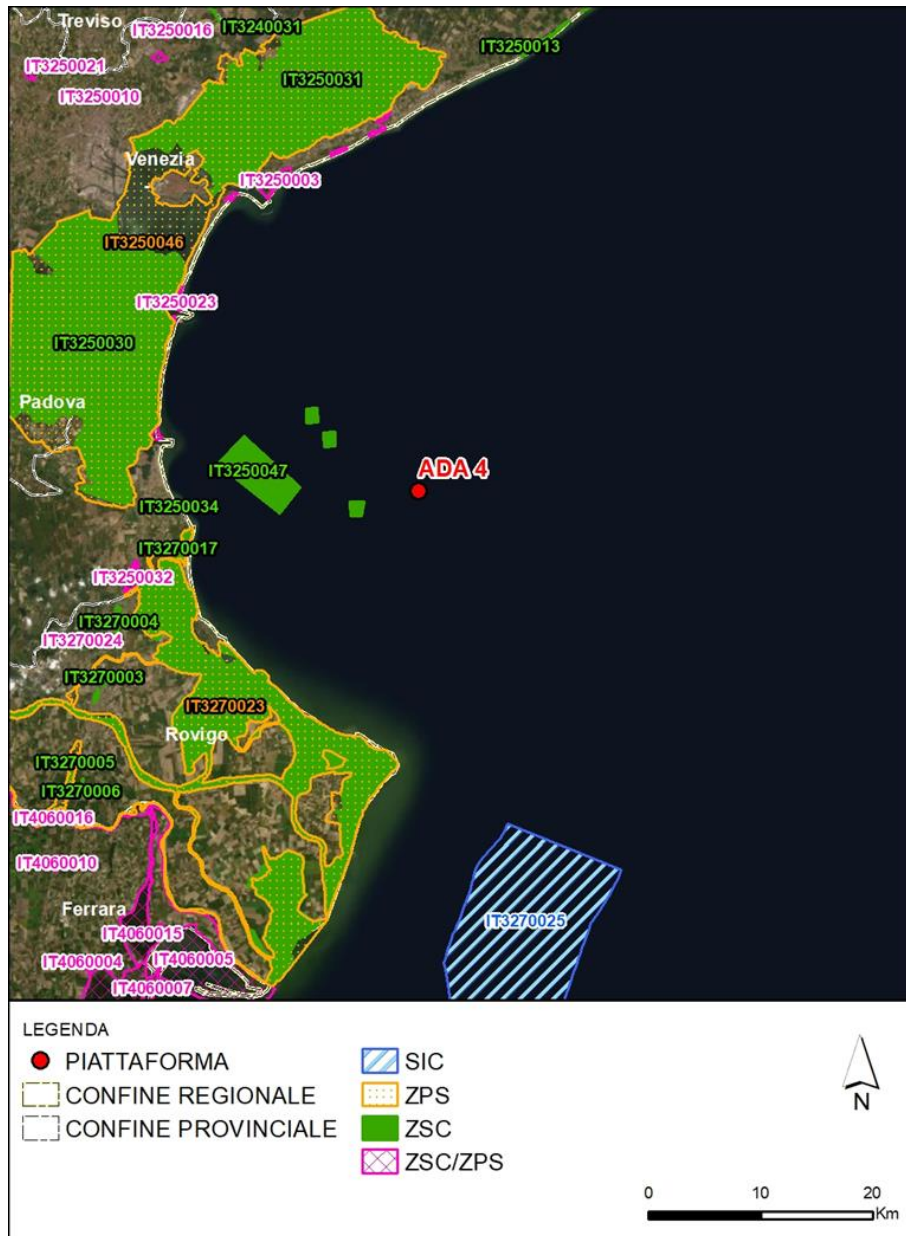 Treviso
IT3250016
IT3240031
IT3250013
IT3250021
IT3250010
IT3250031
Venezia
IT3250003
IT3250046
IT3250023
IT3250030
Padova
IT3250047
ADA 4
IT3250034
IT3270017
IT3250032
IT3270004
IT3270024
IT3270003
IT3270023
Rovigo
IT3270005
IT3270006
IT4060016
IT4060010
Ferrara
IT3270025
IT4060015
IT4060004
IT4060005
IT4060007
LEGENDA
PIATTAFORMA
CONFINE REGIONALE
CONFINE PROVINCIALE
SIC
ZPS
ZSC
ZSC/ZPS
N
0 10 20
Km